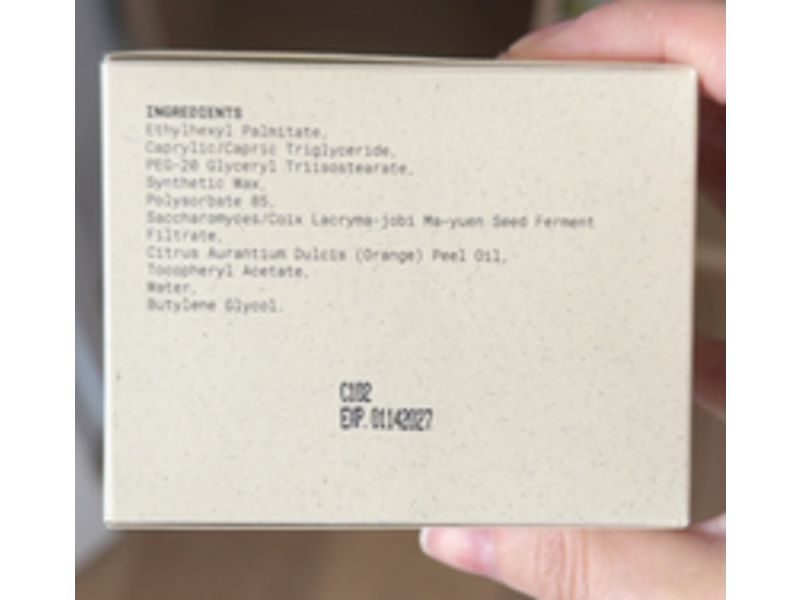 INGREDIENTS
Ethylhexyl Palmitate,
Caprylic/Capric Triglyceride,
PEG-20 Glyceryl Triisostearate,
Synthetic Wax,
Polysorbate 85,
Saccharomyces/Coix Lacryma-jobi Ma-yuen Seed Ferment
Filtrate,
Citrus Aurantium Dulcis (Orange) Peel Oil,
Tocopheryl Acetate,
Water,
Butylene Glycol.
C102
EXP. 01142027